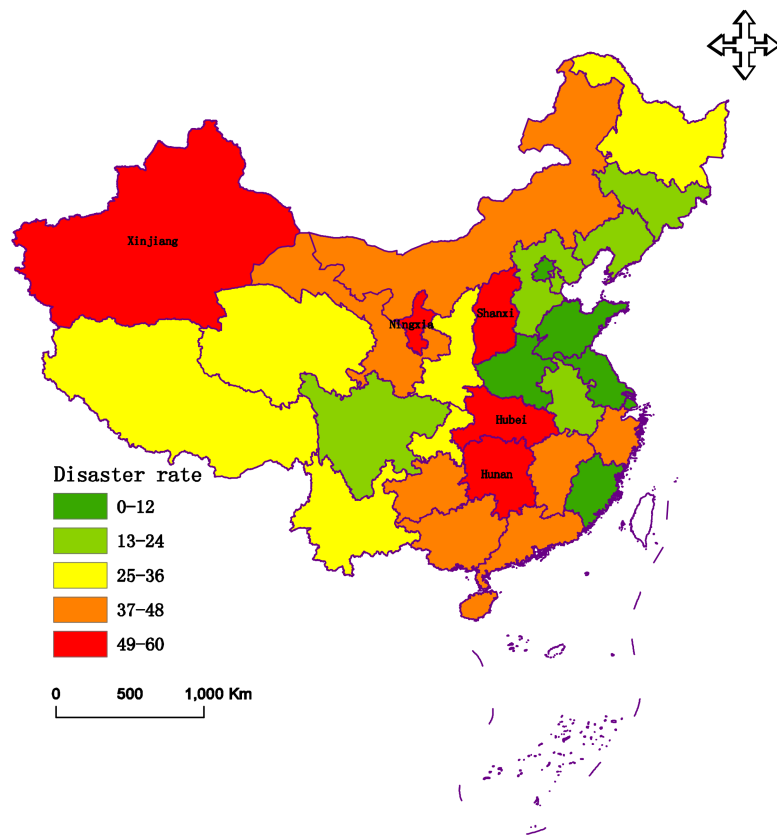 Xinjiang
Ningxia
Shanxi
Hubei
Hunan
Disaster rate
0-12
13-24
25-36
37-48
49-60
0 500 1,000 Km